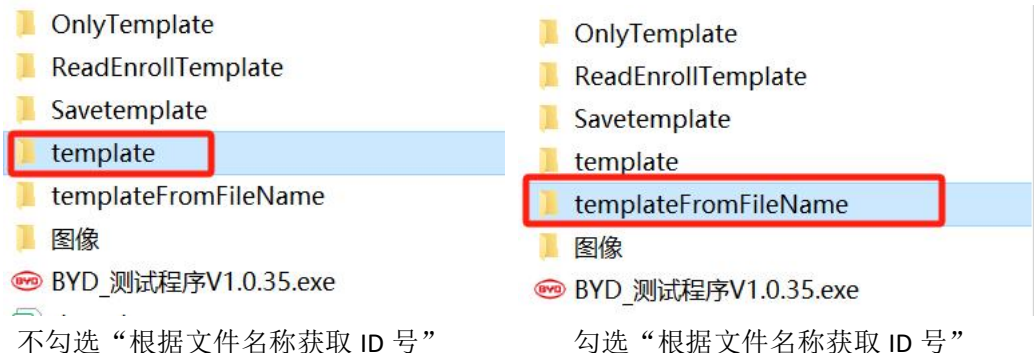 OnlyTemplate
ReadEnrollTemplate
Savetemplate
template
templateFromFileName
图像
BYD_测试程序V1.0.35.exe
不勾选“根据文件名称获取 ID 号”
OnlyTemplate
ReadEnrollTemplate
Savetemplate
template
templateFromFileName
图像
BYD_测试程序V1.0.35.exe
勾选“根据文件名称获取 ID 号”